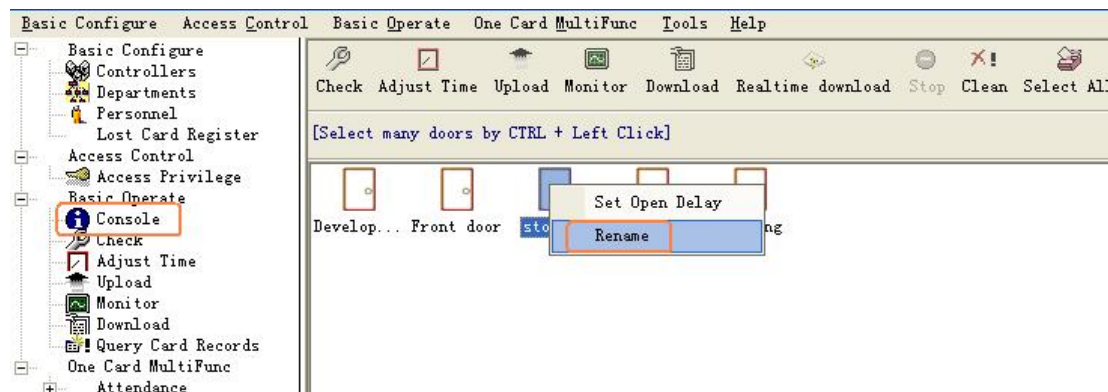 Basic Configure Access Control Basic Operate One Card MultiFunc Tools Help
Basic Configure
Controllers
Departments
Personnel
Lost Card Register
Access Control
Access Privilege
Basic Operate
Console
Check
Adjust Time
Upload
Monitor
Download
Query Card Records
One Card MultiFunc
Attendance
Check Adjust Time Upload Monitor Download Realtime download Stop Clean Select All
[Select many doors by CTRL + Left Click]
Develop... Front door sto ng
Set Open Delay
Rename